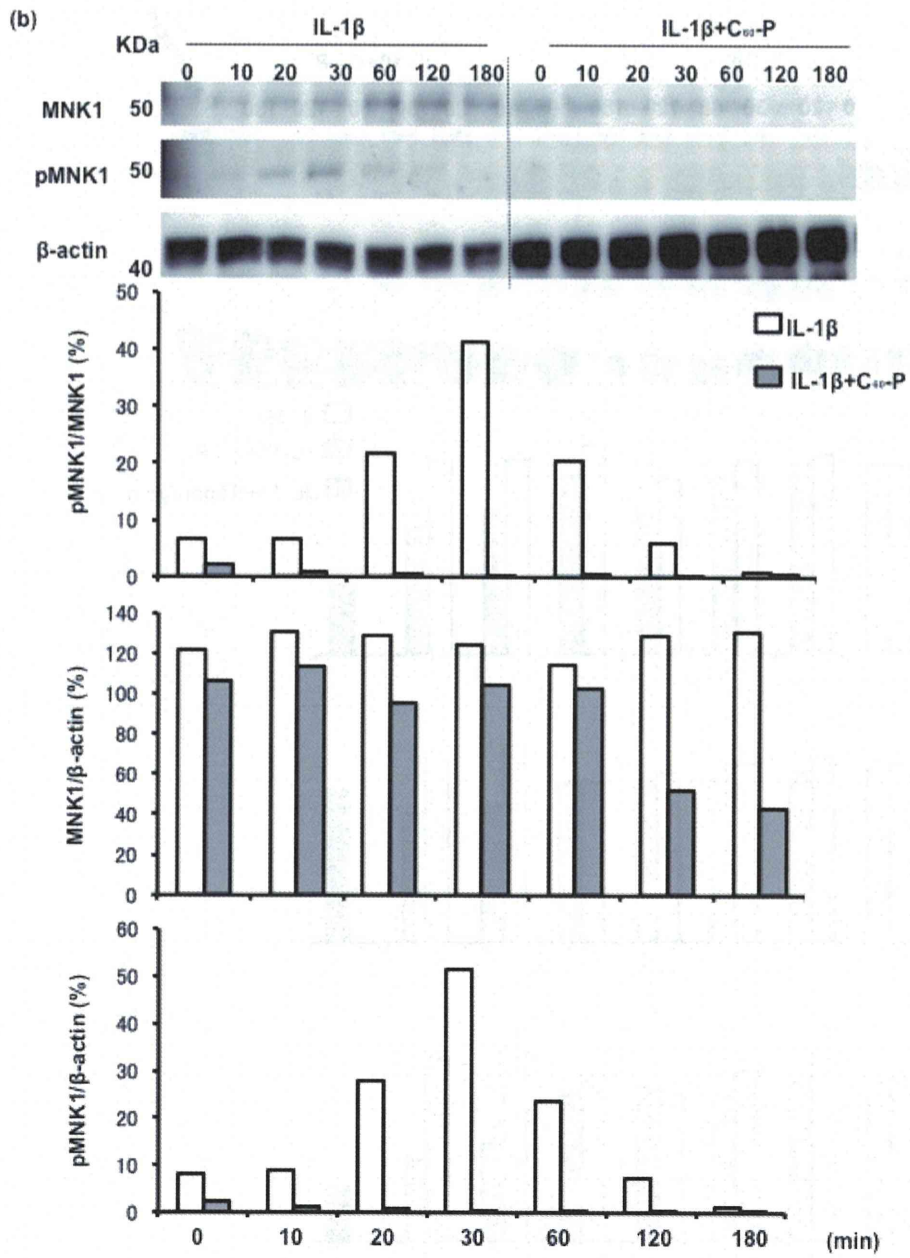 (b)
IL-1β IL-1β+C₆₀-P
KDa
0 10 20 30 60 120 180 0 10 20 30 60 120 180
MNK1 50
pMNK1 50
β-actin
40
pMNK1/MNK1 (%)
50
40
30
20
10
0
IL-1β
IL-1β+C₆₀-P
MNK1/β-actin (%)
140
120
100
80
60
40
20
0
pMNK1/β-actin (%)
60
50
40
30
20
10
0
0 10 20 30 60 120 180 (min)